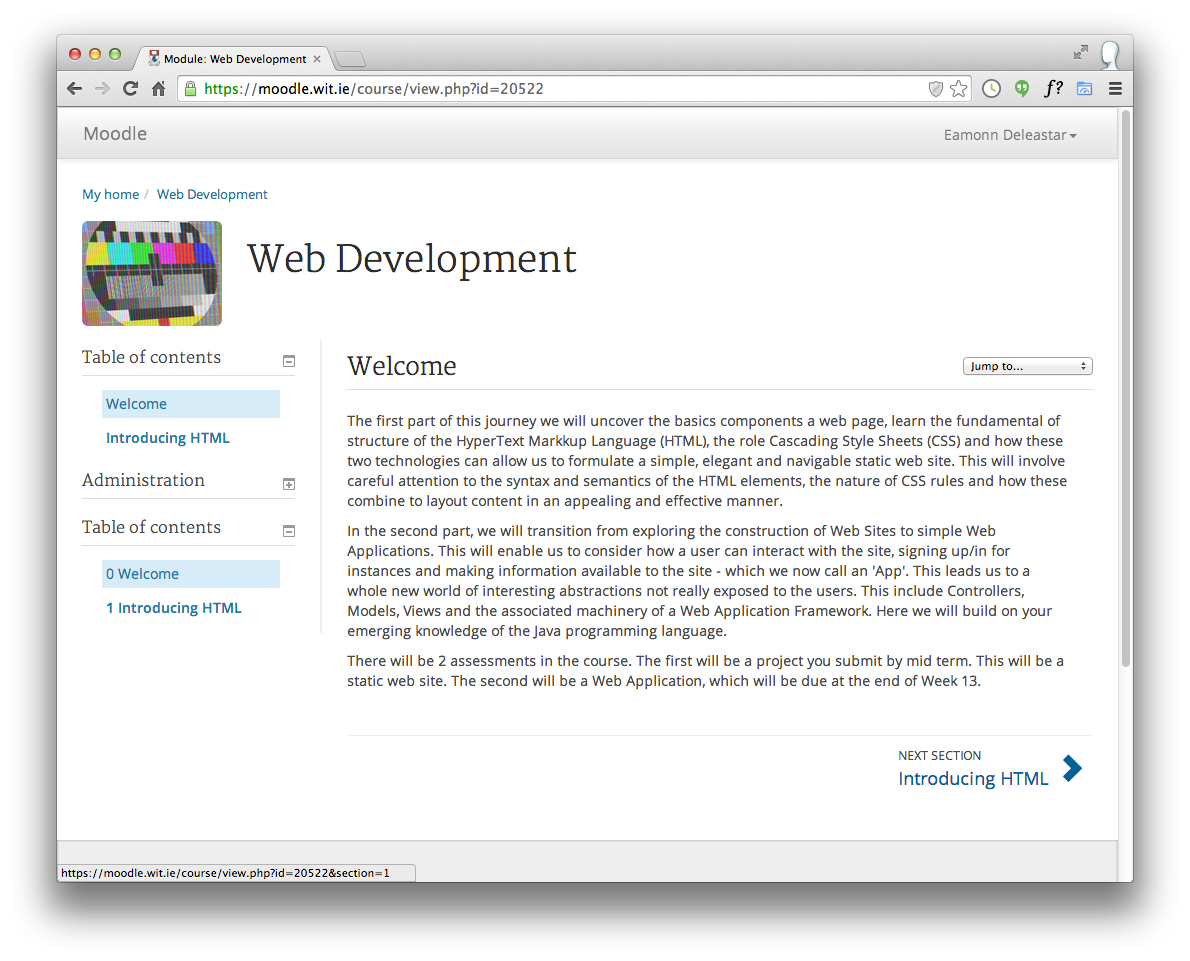 Module: Web Development
https://moodle.wit.ie/course/view.php?id=20522
f?
Moodle
Eamonn Deleastar
My home / Web Development
Web Development
Table of contents
Welcome
Introducing HTML
Administration
Table of contents
0 Welcome
1 Introducing HTML
Welcome
Jump to...
The first part of this journey we will uncover the basics components a web page, learn the fundamental of
structure of the HyperText Markkup Language (HTML), the role Cascading Style Sheets (CSS) and how these
two technologies can allow us to formulate a simple, elegant and navigable static web site. This will involve
careful attention to the syntax and semantics of the HTML elements, the nature of CSS rules and how these
combine to layout content in an appealing and effective manner.
In the second part, we will transition from exploring the construction of Web Sites to simple Web
Applications. This will enable us to consider how a user can interact with the site, signing up/in for
instances and making information available to the site - which we now call an 'App'. This leads us to a
whole new world of interesting abstractions not really exposed to the users. This include Controllers,
Models, Views and the associated machinery of a Web Application Framework. Here we will build on your
emerging knowledge of the Java programming language.
There will be 2 assessments in the course. The first will be a project you submit by mid term. This will be a
static web site. The second will be a Web Application, which will be due at the end of Week 13.
NEXT SECTION
Introducing HTML
https://moodle.wit.ie/course/view.php?id=20522&section=1